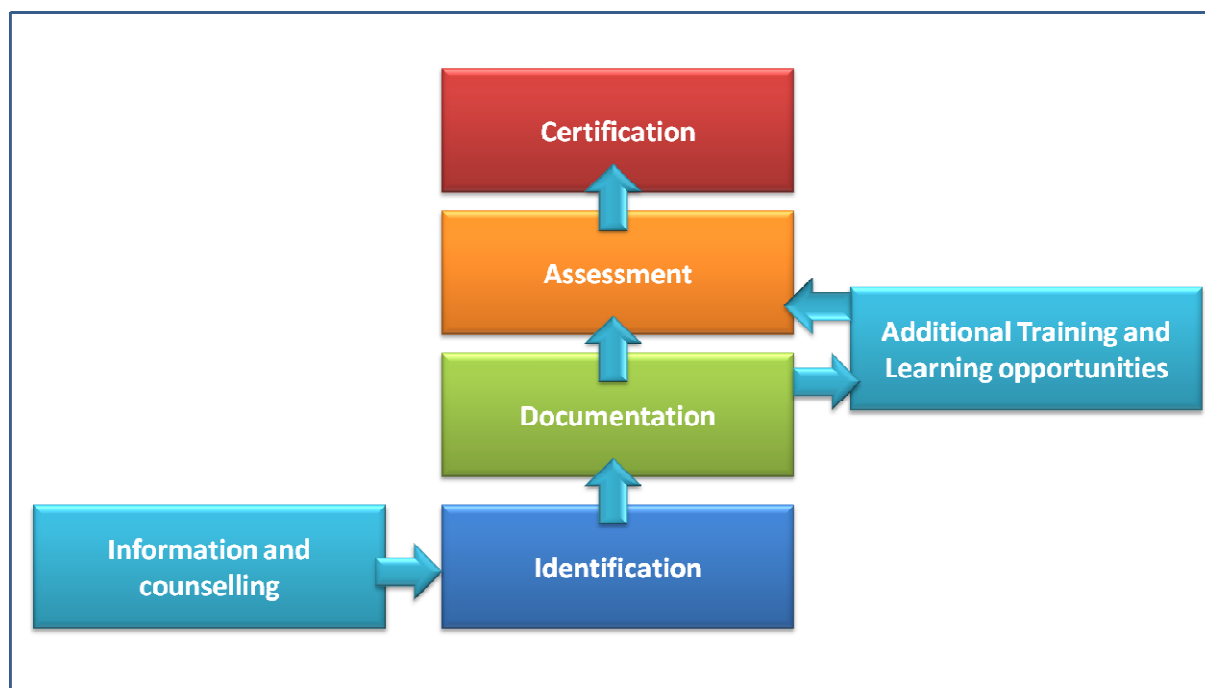 Certification
Assessment
Additional Training and
Learning opportunities
Documentation
Information and
counselling
Identification